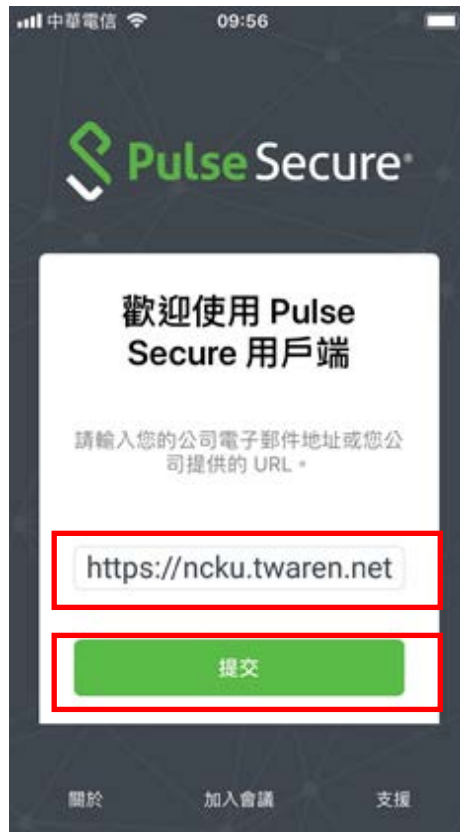 中華電信 09:56
Pulse Secure®
歡迎使用 Pulse
Secure 用戶端
請輸入您的公司電子郵件地址或您公
司提供的 URL。
https://ncku.twaren.net
提交
關於 加入會議 支援